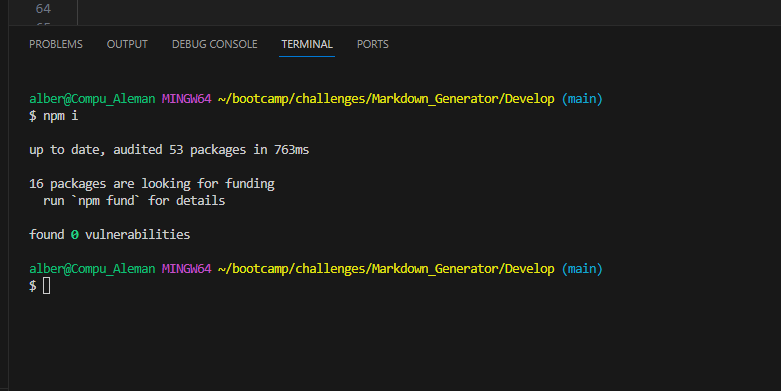 64
65
PROBLEMS OUTPUT DEBUG CONSOLE TERMINAL PORTS
alber@Compu_Aleman MINGW64 ~/bootcamp/challenges/Markdown_Generator/Develop (main)
$ npm i
up to date, audited 53 packages in 763ms
16 packages are looking for funding
  run `npm fund` for details
found 0 vulnerabilities
alber@Compu_Aleman MINGW64 ~/bootcamp/challenges/Markdown_Generator/Develop (main)
$